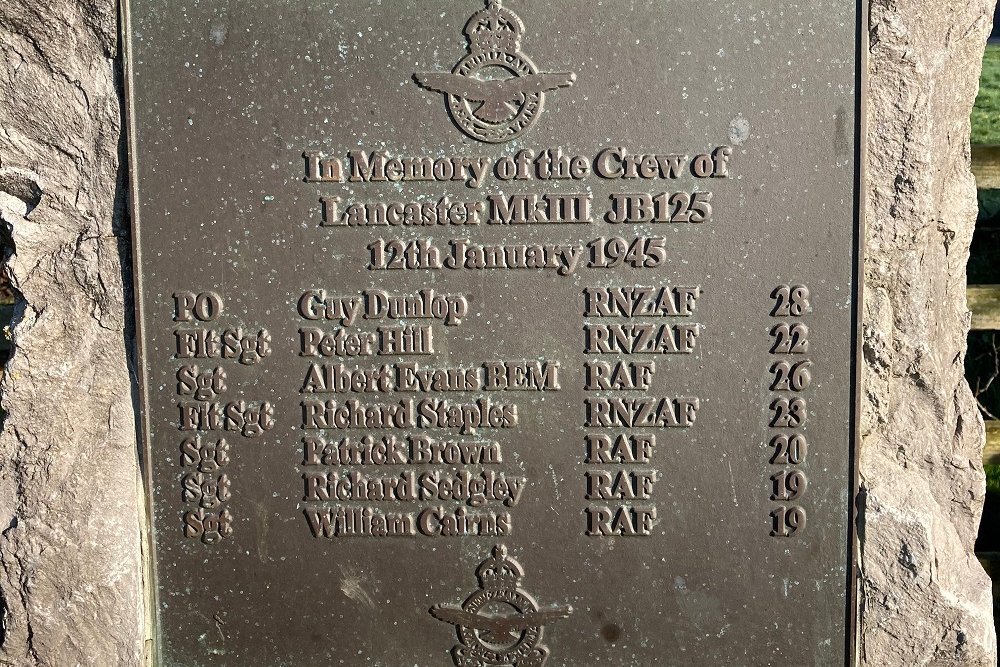 In Memory of the Crew of
Lancaster MkIII JB125
12th January 1945
PO Guy Dunlop RNZAF 28
Flt Sgt Peter Hill RNZAF 22
Sgt Albert Evans BEM RAF 26
Flt Sgt Richard Staples RNZAF 23
Sgt Patrick Brown RAF 20
Sgt Richard Sedgley RAF 19
Sgt William Cairns RAF 19